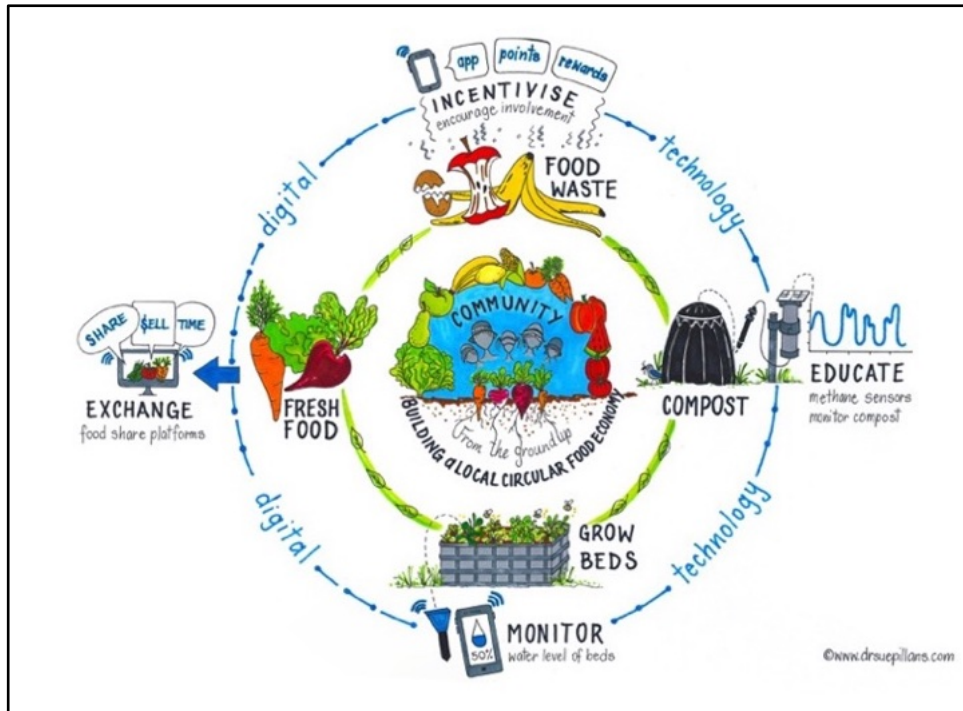 app
points
rewards
INCENTIVISE
encourage involvement
FOOD
WASTE
digital
technology
SHARE
$ELL
TIME
EXCHANGE
food share platforms
FRESH
FOOD
COMMUNITY
From the ground up
BUILDING a LOCAL CIRCULAR FOOD ECONOMY
COMPOST
EDUCATE
methane sensors
monitor compost
digital
technology
GROW
BEDS
50%
MONITOR
water level of beds
©www.drsuepillans.com